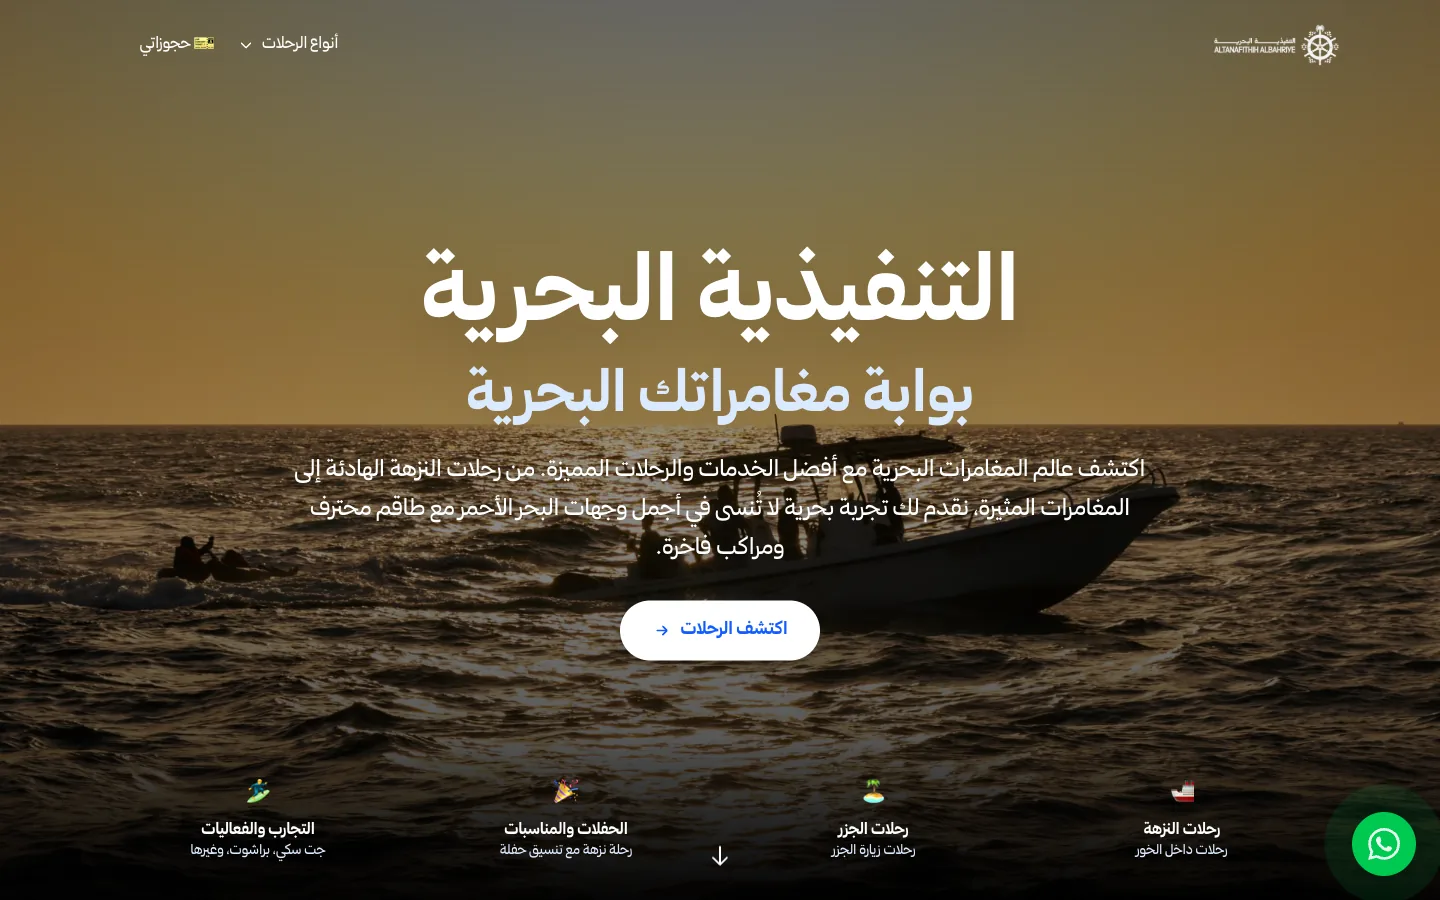 التنفيذية البحرية
ALTANAFITHIH ALBAHRIYE
أنواع الرحلات
حجوزاتي
التنفيذية البحرية
بوابة مغامراتك البحرية
اكتشف عالم المغامرات البحرية مع أفضل الخدمات والرحلات المميزة. من رحلات النزهة الهادئة إلى
المغامرات المثيرة، نقدم لك تجربة بحرية لا تُنسى في أجمل وجهات البحر الأحمر مع طاقم محترف
ومراكب فاخرة.
اكتشف الرحلات
رحلات النزهة
رحلات داخل الخور
رحلات الجزر
رحلات زيارة الجزر
الحفلات والمناسبات
رحلة نزهة مع تنسيق حفلة
التجارب والفعاليات
جت سكي، براشوت، وغيرها